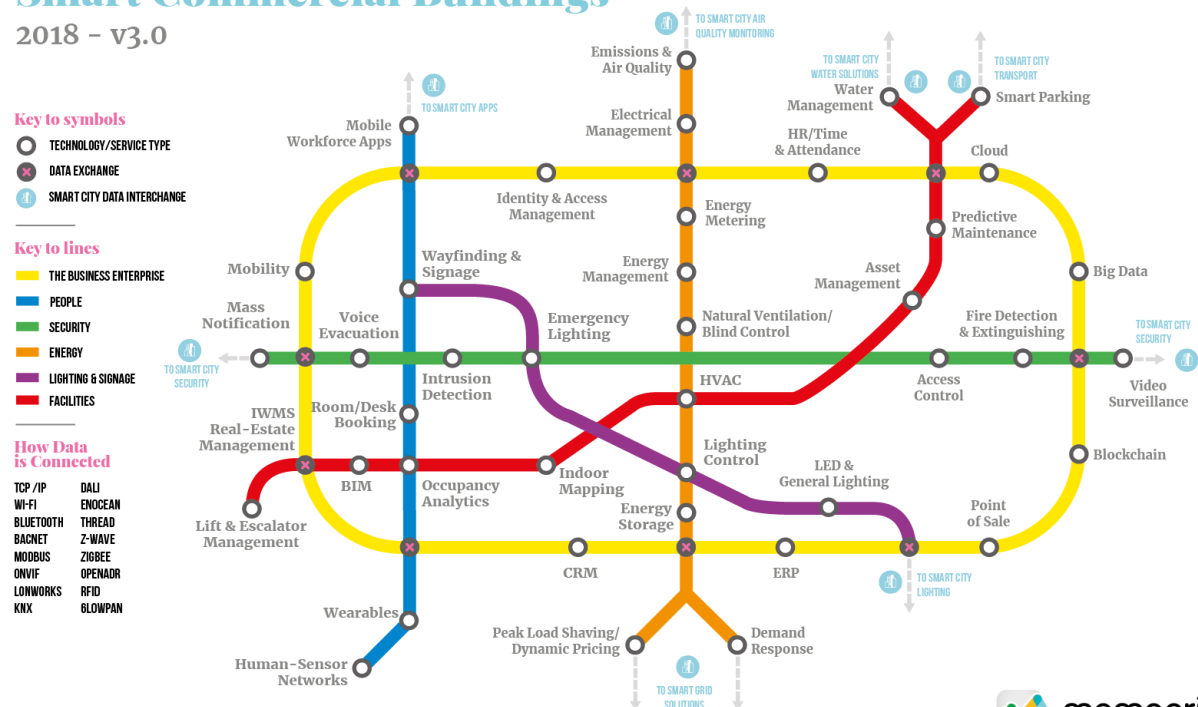 Smart Commercial Buildings
2018 - v3.0
Key to symbols
TECHNOLOGY/SERVICE TYPE
DATA EXCHANGE
SMART CITY DATA INTERCHANGE
Key to lines
THE BUSINESS ENTERPRISE
PEOPLE
SECURITY
ENERGY
LIGHTING & SIGNAGE
FACILITIES
How Data
is Connected
TCP /IP
WI-FI
BLUETOOTH
BACNET
MODBUS
ONVIF
LONWORKS
KNX
DALI
ENOCEAN
THREAD
Z-WAVE
ZIGBEE
OPENADR
RFID
6LOWPAN
TO SMART CITY AIR
QUALITY MONITORING
Emissions &
Air Quality
TO SMART CITY
WATER SOLUTIONS
TO SMART CITY
TRANSPORT
Water
Management
Smart Parking
TO SMART CITY APPS
Mobile
Workforce Apps
Electrical
Management
HR/Time
& Attendance
Cloud
Identity & Access
Management
Energy
Metering
Predictive
Maintenance
Mobility
Wayfinding &
Signage
Energy
Management
Asset
Management
Big Data
Mass
Notification
Voice
Evacuation
Emergency
Lighting
Natural Ventilation/
Blind Control
Fire Detection
& Extinguishing
TO SMART CITY
SECURITY
TO SMART CITY
SECURITY
Intrusion
Detection
HVAC
Access
Control
Video
Surveillance
IWMS
Real-Estate
Management
Room/Desk
Booking
Lighting
Control
LED &
General Lighting
Blockchain
BIM
Occupancy
Analytics
Indoor
Mapping
Energy
Storage
Point
of Sale
Lift & Escalator
Management
CRM
ERP
TO SMART CITY
LIGHTING
Wearables
Peak Load Shaving/
Dynamic Pricing
Demand
Response
Human-Sensor
Networks
TO SMART GRID
SOLUTIONS
memoori